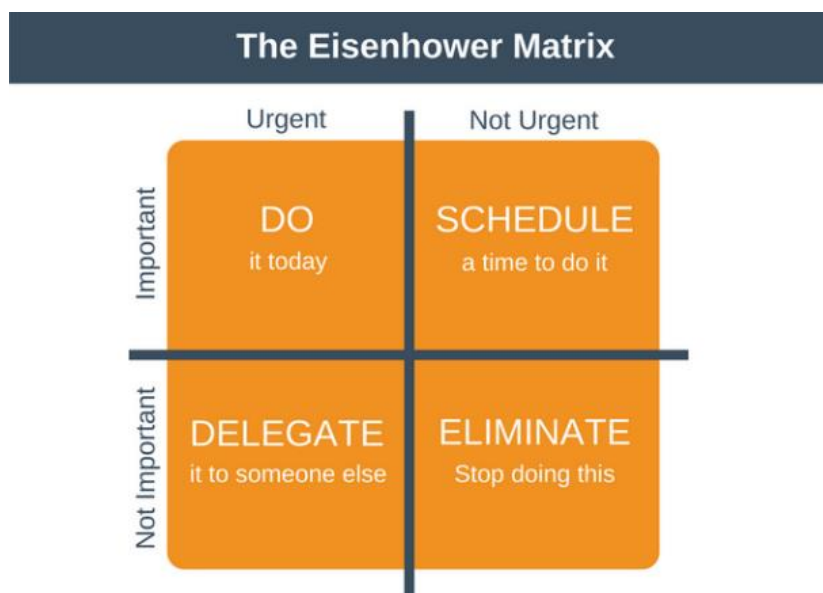 The Eisenhower Matrix
Urgent
Not Urgent
Important
DO
it today
SCHEDULE
a time to do it
Not Important
DELEGATE
it to someone else
ELIMINATE
Stop doing this